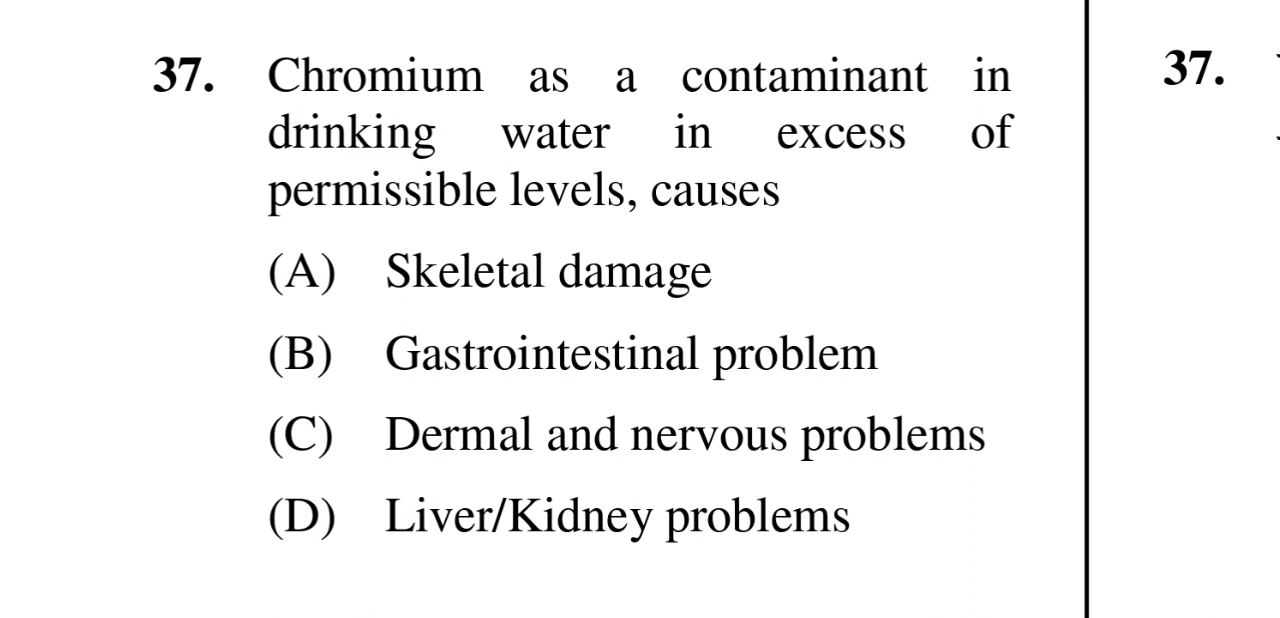 37. Chromium as a contaminant in
drinking water in excess of
permissible levels, causes
(A) Skeletal damage
(B) Gastrointestinal problem
(C) Dermal and nervous problems
(D) Liver/Kidney problems
37.